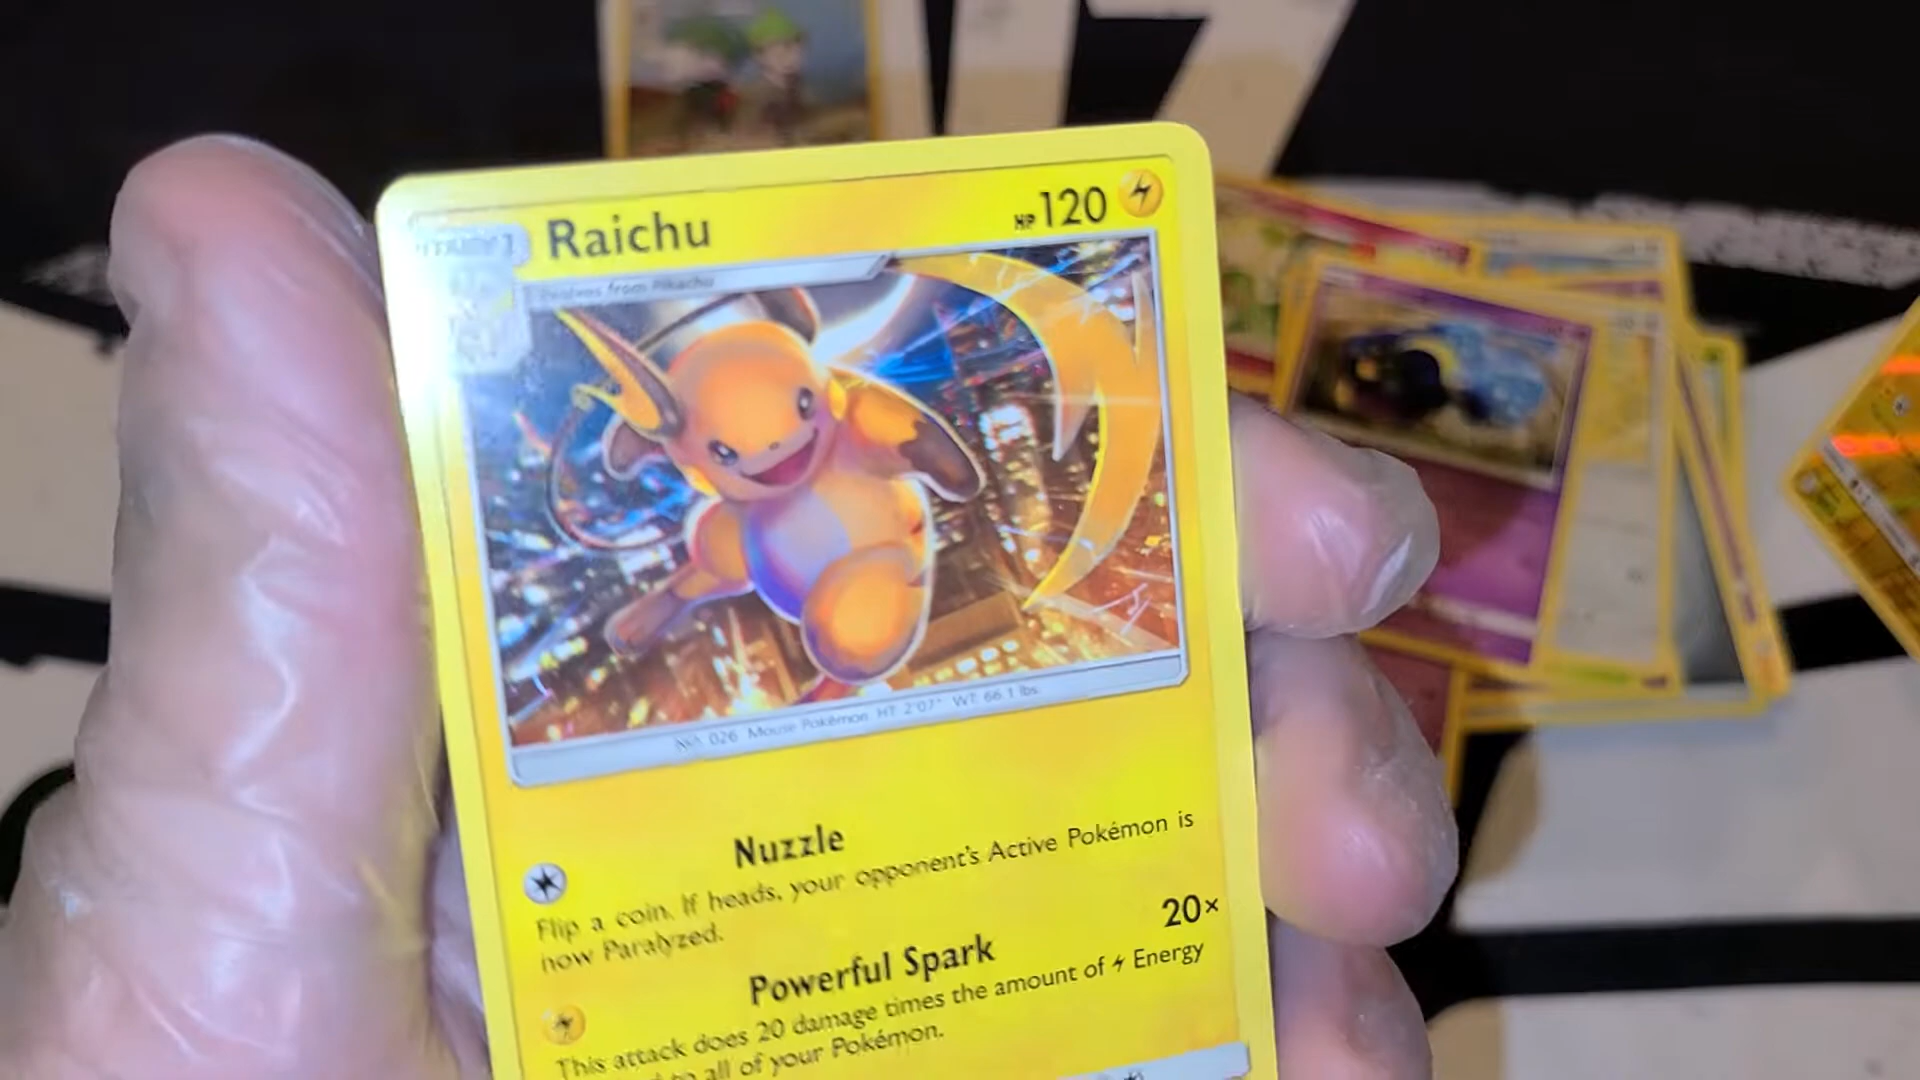 Raichu
HP 120
Evolves from Pikachu
026 Mouse Pokémon HT: 2'07" WT: 66.1 lbs.
Nuzzle
Flip a coin. If heads, your opponent's Active Pokémon is
now Paralyzed.
Powerful Spark 20×
This attack does 20 damage times the amount of Energy
to all of your Pokémon.